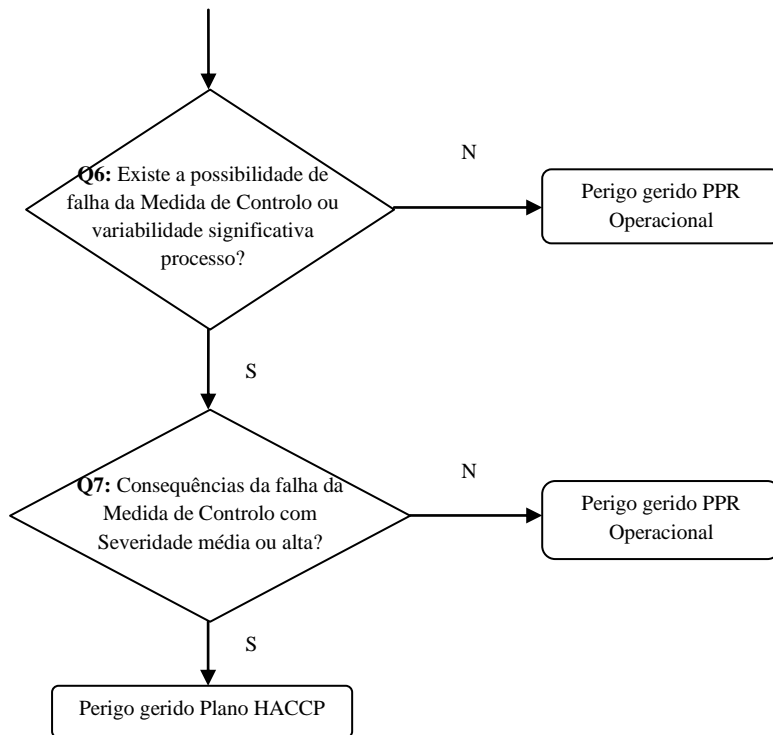 N
Q6: Existe a possibilidade de
falha da Medida de Controlo ou
variabilidade significativa
processo?
Perigo gerido PPR
Operacional
S
N
Q7: Consequências da falha da
Medida de Controlo com
Severidade média ou alta?
Perigo gerido PPR
Operacional
S
Perigo gerido Plano HACCP